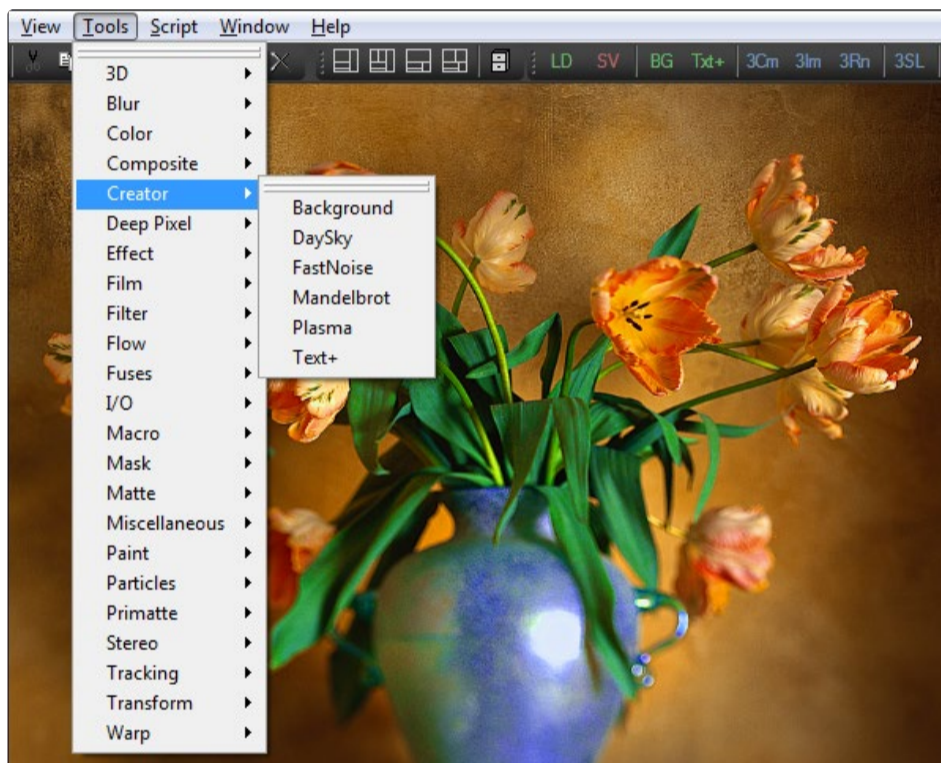 View Tools Script Window Help
LD SV BG Txt+ 3Cm 3Im 3Rn 3SL
3D
Blur
Color
Composite
Creator
Deep Pixel
Effect
Film
Filter
Flow
Fuses
I/O
Macro
Mask
Matte
Miscellaneous
Paint
Particles
Primatte
Stereo
Tracking
Transform
Warp
Background
DaySky
FastNoise
Mandelbrot
Plasma
Text+